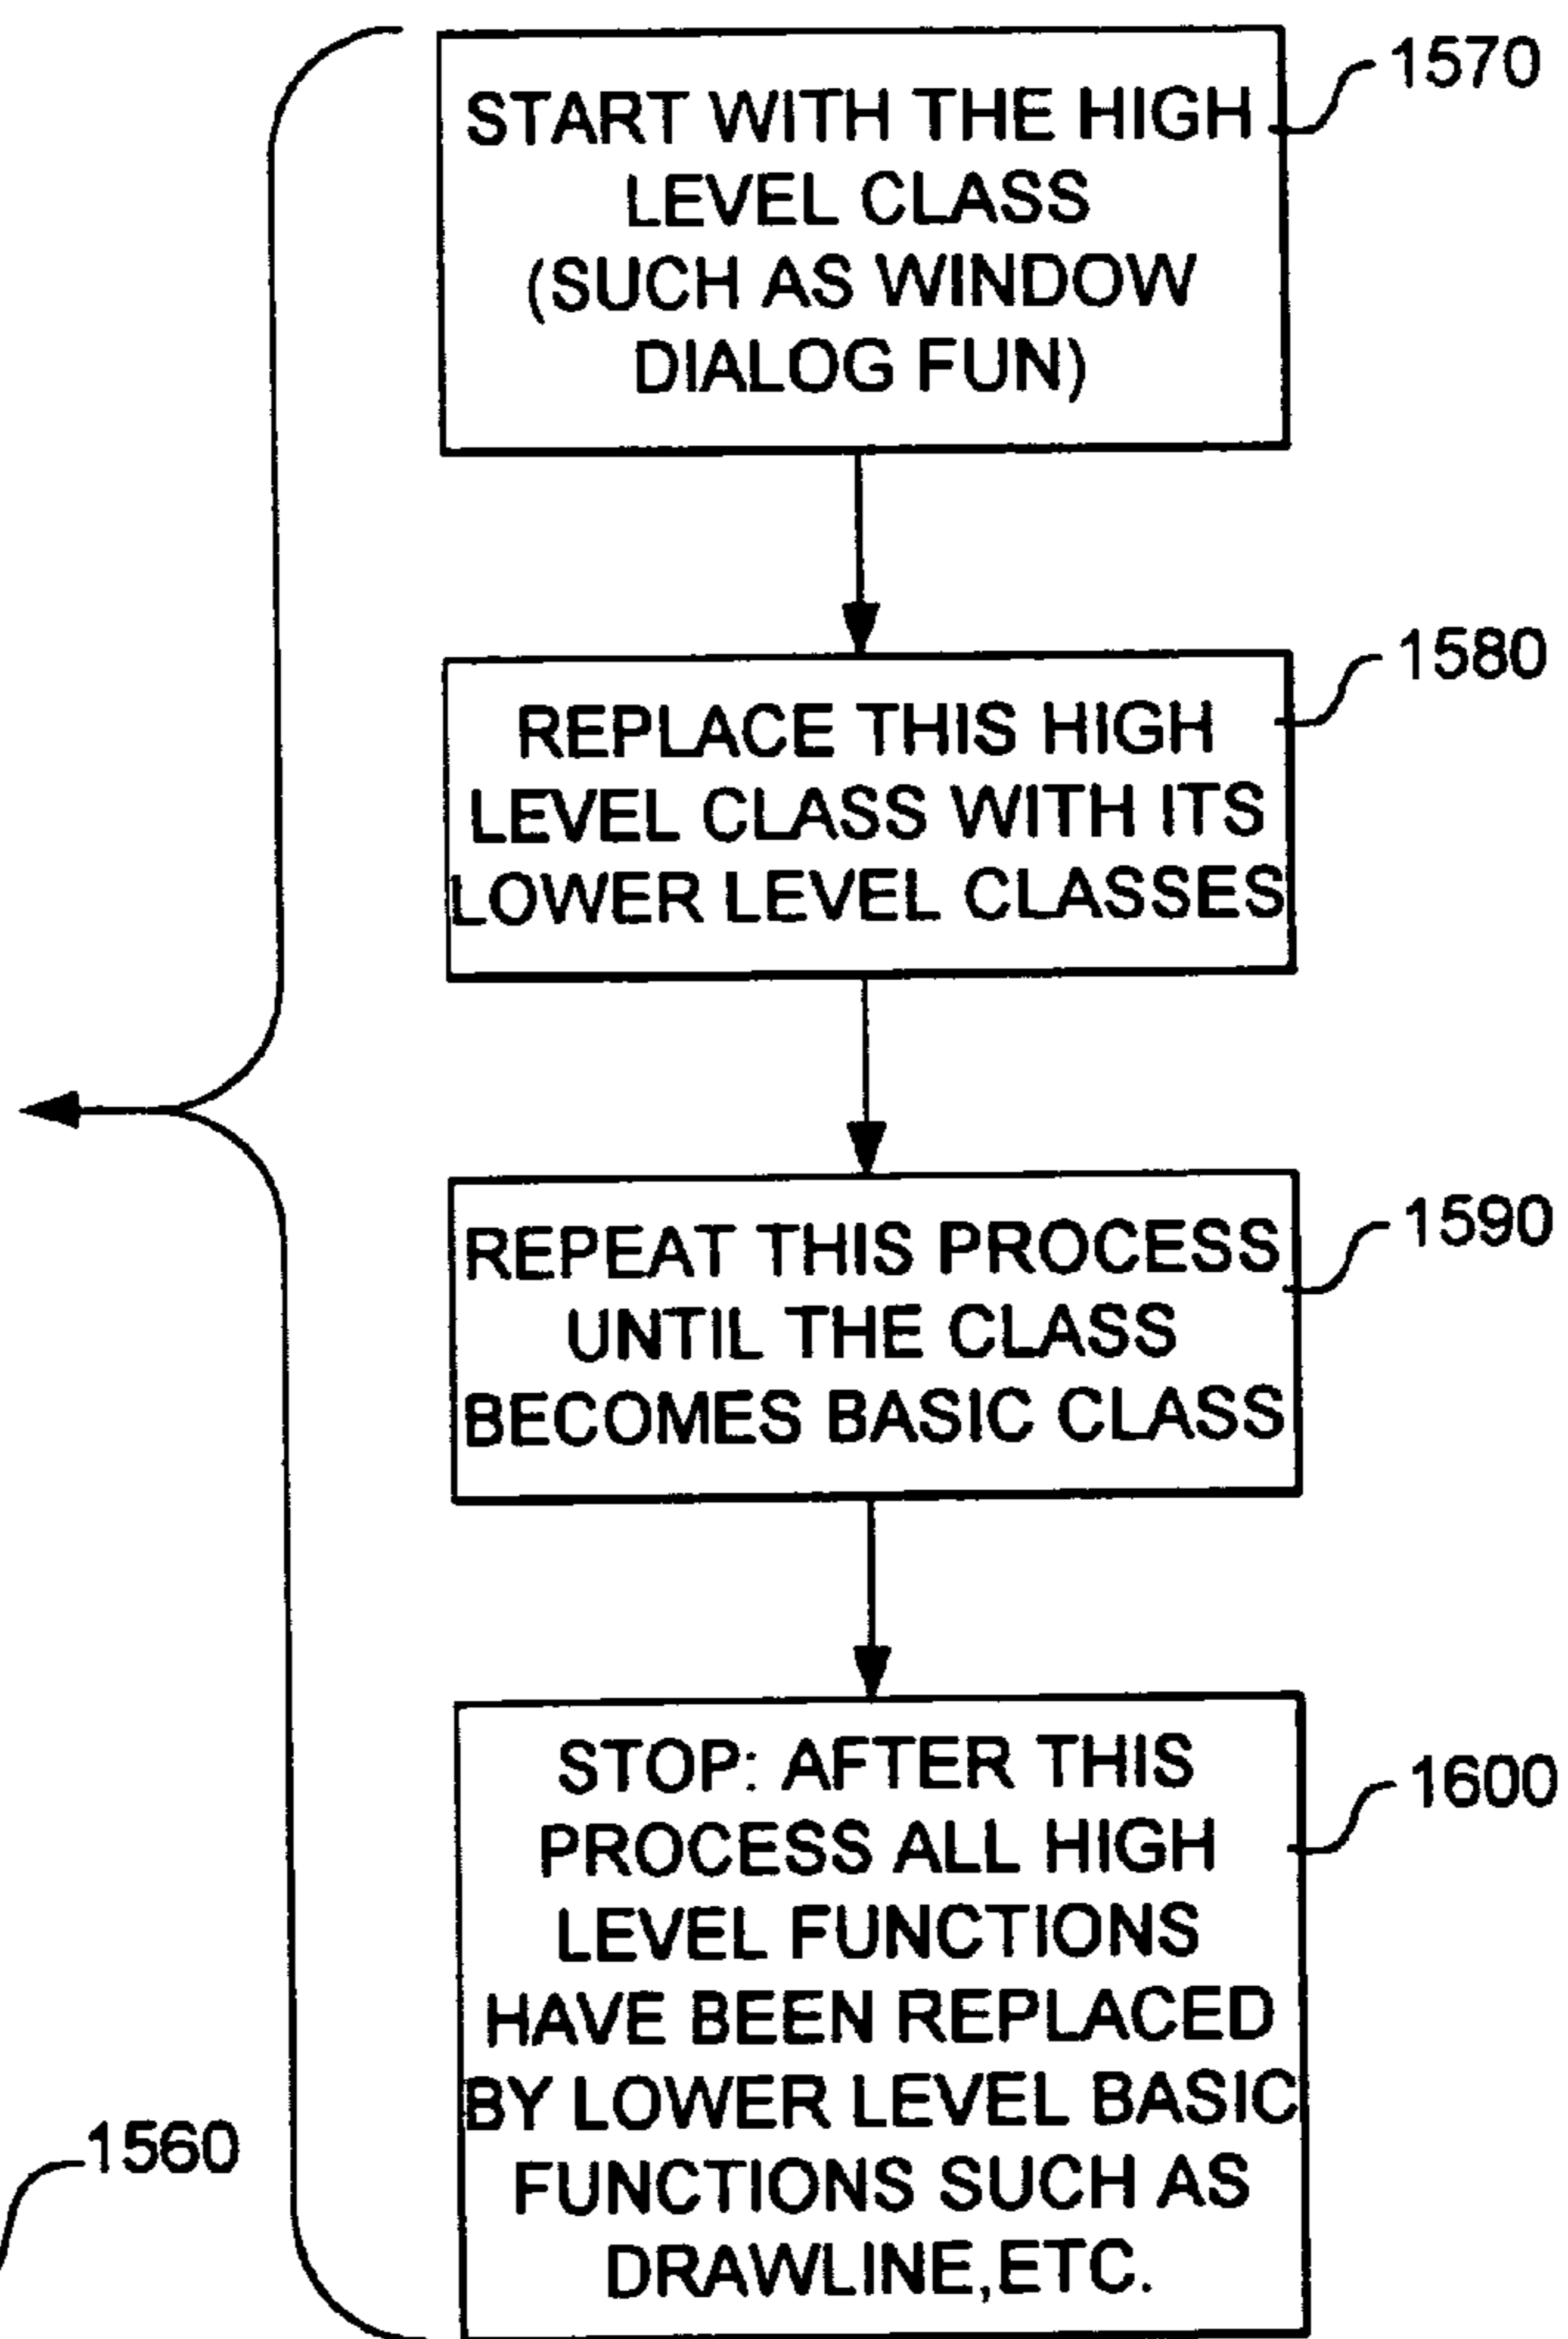 1570
START WITH THE HIGH
LEVEL CLASS
(SUCH AS WINDOW
DIALOG FUN)
1580
REPLACE THIS HIGH
LEVEL CLASS WITH ITS
LOWER LEVEL CLASSES
1590
REPEAT THIS PROCESS
UNTIL THE CLASS
BECOMES BASIC CLASS
1600
STOP: AFTER THIS
PROCESS ALL HIGH
LEVEL FUNCTIONS
HAVE BEEN REPLACED
BY LOWER LEVEL BASIC
FUNCTIONS SUCH AS
DRAWLINE,ETC.
1560